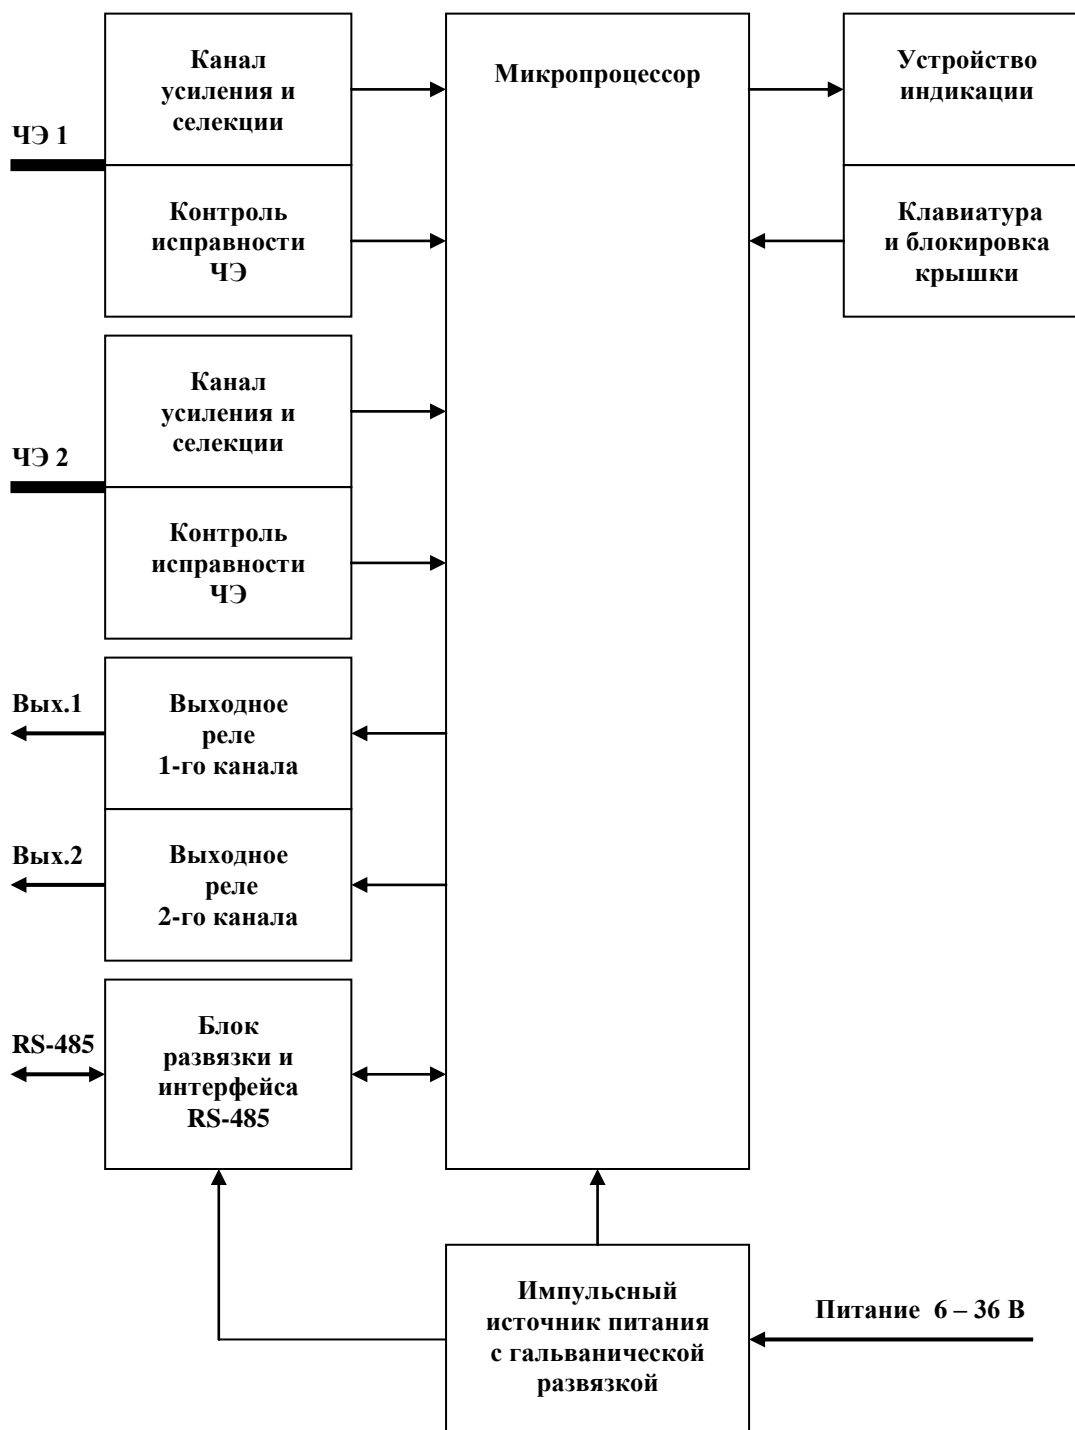 Канал
усиления и
селекции
Микропроцессор
Устройство
индикации
ЧЭ 1
Контроль
исправности
ЧЭ
Клавиатура
и блокировка
крышки
Канал
усиления и
селекции
ЧЭ 2
Контроль
исправности
ЧЭ
Вых.1
Выходное
реле
1-го канала
Вых.2
Выходное
реле
2-го канала
RS-485
Блок
развязки и
интерфейса
RS-485
Импульсный
источник питания
с гальванической
развязкой
Питание 6 – 36 В